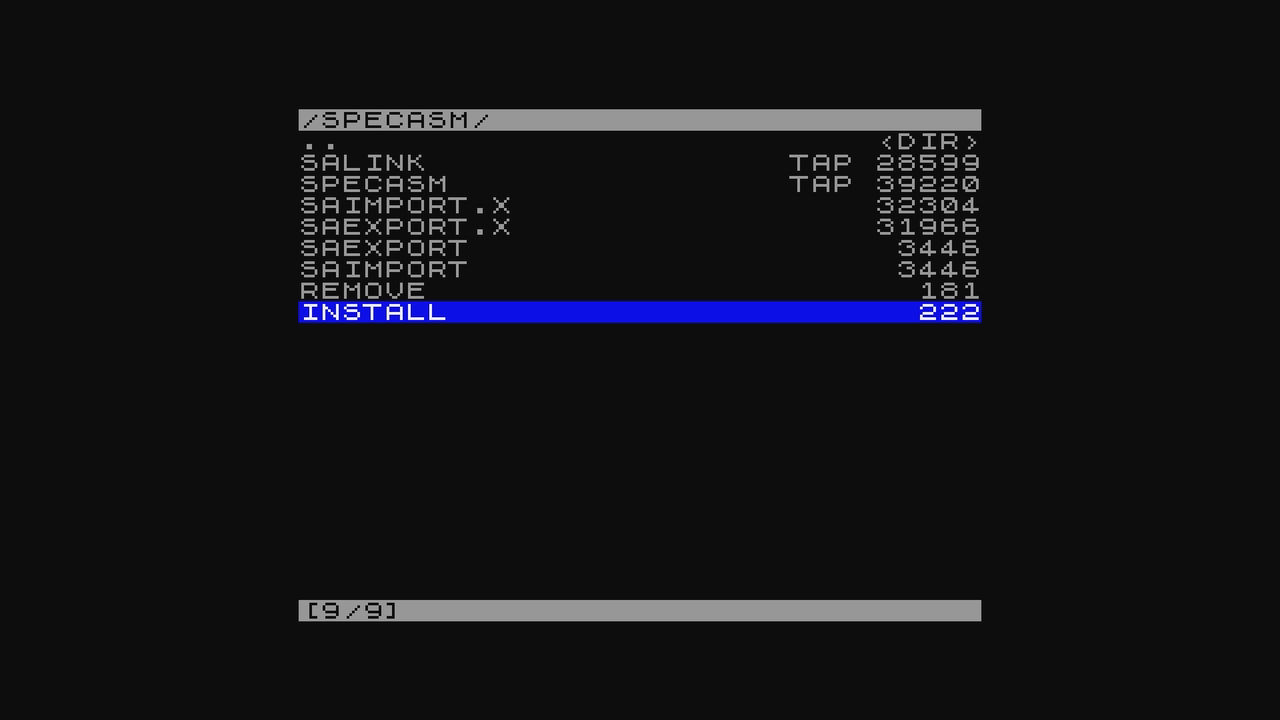 /SPECASM/
.. <DIR>
SALINK TAP 28599
SPECASM TAP 39220
SAIMPORT.X 32304
SAEXPORT.X 31966
SAEXPORT 3446
SAIMPORT 3446
REMOVE 181
INSTALL 222
[9/9]